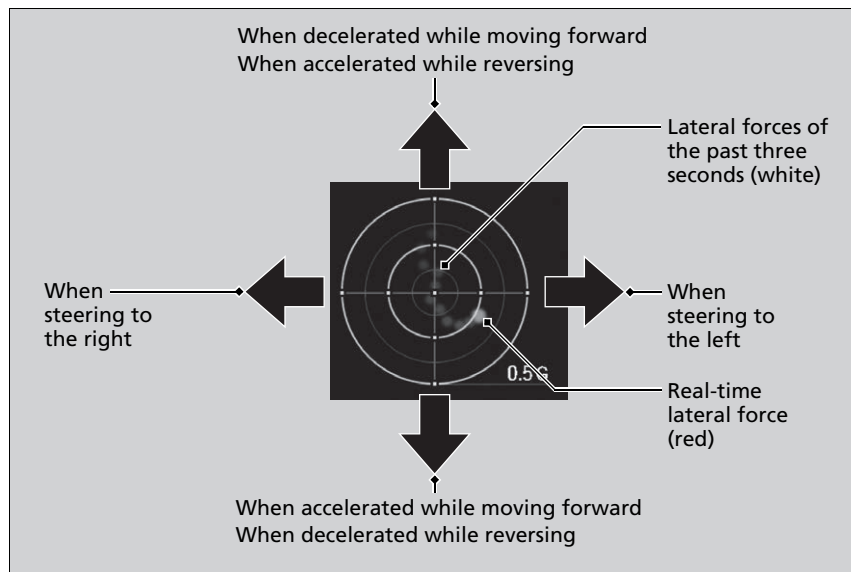 When decelerated while moving forward
When accelerated while reversing
Lateral forces of
the past three
seconds (white)
When
steering to
the right
When
steering to
the left
0.5 G
Real-time
lateral force
(red)
When accelerated while moving forward
When decelerated while reversing